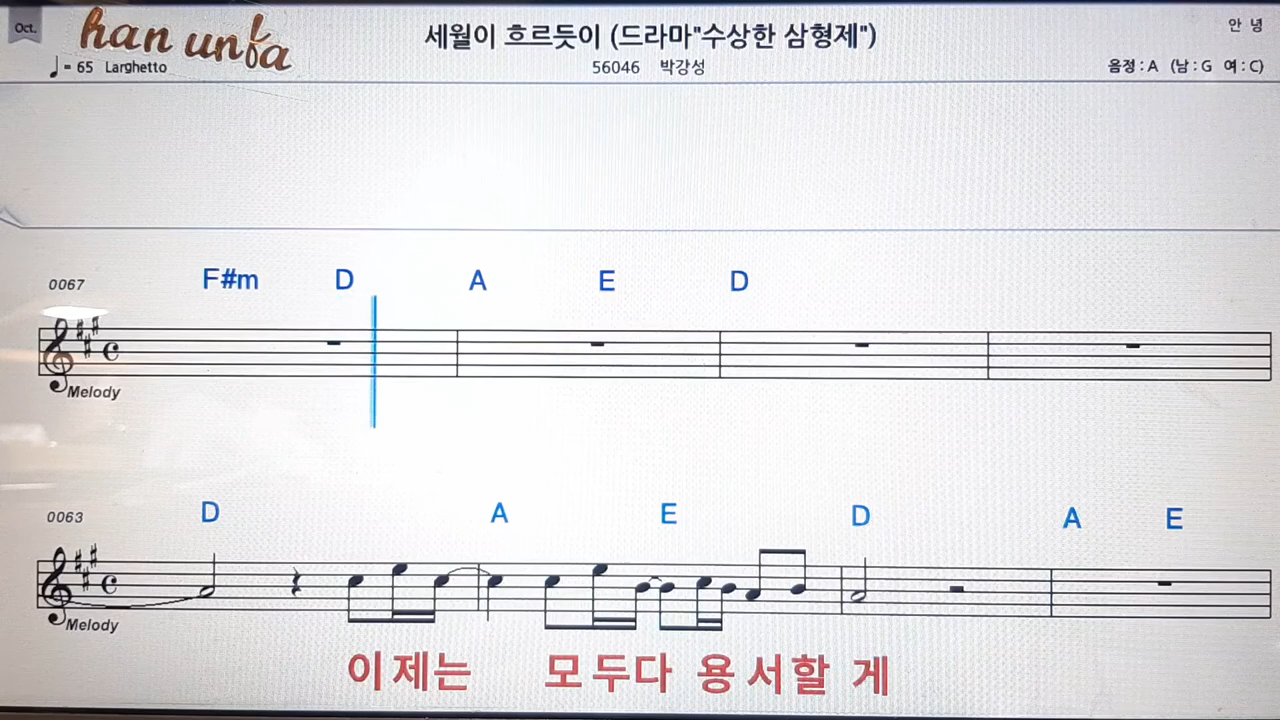 Oct.
han unfa
세월이 흐르듯이 (드라마"수상한 삼형제")
안 녕
♩= 65 Larghetto
56046 박강성
음정 : A (남 : G 여 : C)
F#m D A E D
0067
Melody
D A E D A E
0063
Melody
이제는 모두다 용서할 게